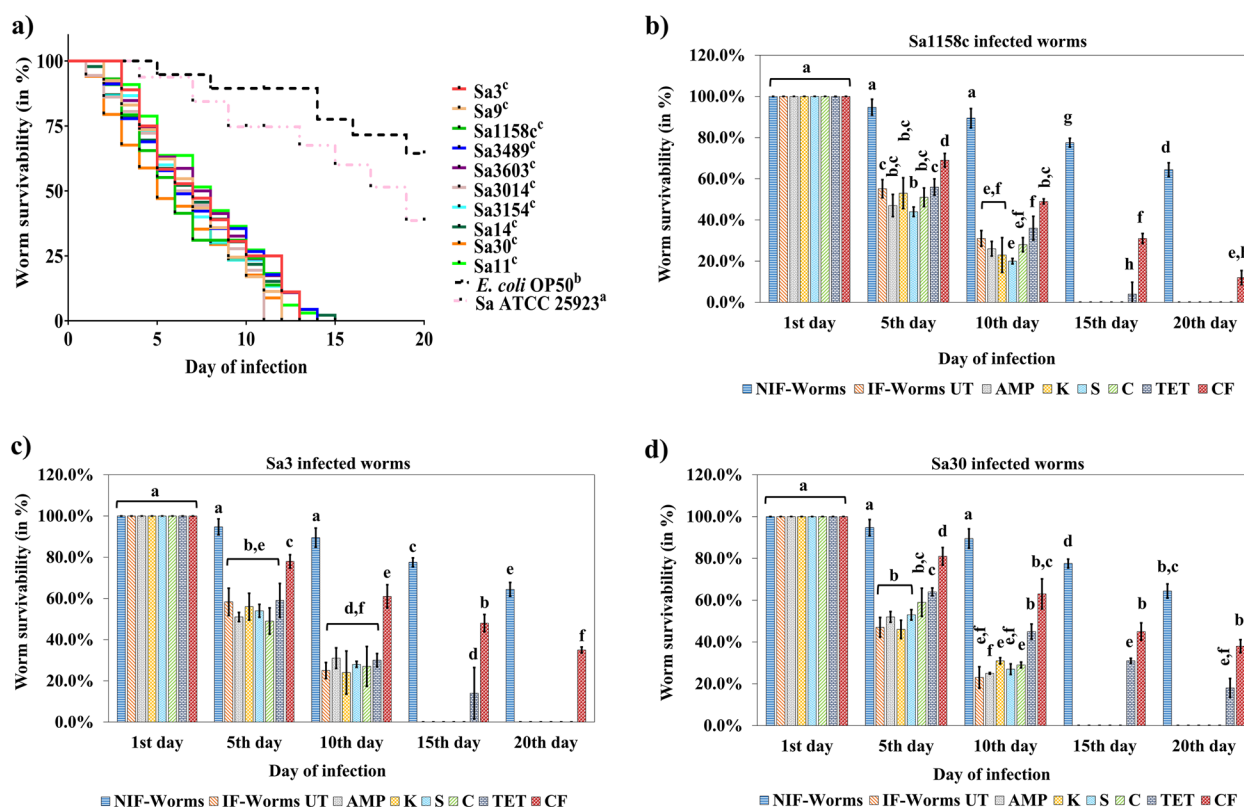 a)
Worm survivability (in %)
100
75
50
25
0
0 5 10 15 20
Day of infection
Sa3ᶜ
Sa9ᶜ
Sa1158cᶜ
Sa3489ᶜ
Sa3603ᶜ
Sa3014ᶜ
Sa3154ᶜ
Sa14ᶜ
Sa30ᶜ
Sa11ᶜ
E. coli OP50ᵇ
Sa ATCC 25923ᵃ
b)
Sa1158c infected worms
Worm survivability (in %)
120.0%
100.0%
80.0%
60.0%
40.0%
20.0%
0.0%
a
a c b,c b,c b b,c c d
a e,f e e,f f b,c
g h f
d e,h
1st day 5th day 10th day 15th day 20th day
Day of infection
NIF-Worms IF-Worms UT AMP K S C TET CF
c)
Sa3 infected worms
Worm survivability (in %)
120.0%
100.0%
80.0%
60.0%
40.0%
20.0%
0.0%
a
a b,e c
a d,f e
c d b
e f
1st day 5th day 10th day 15th day 20th day
Day of infection
NIF-Worms IF-Worms UT AMP K S C TET CF
d)
Sa30 infected worms
Worm survivability (in %)
120.0%
100.0%
80.0%
60.0%
40.0%
20.0%
0.0%
a
a b b,c c d
a e,f f e e,f e b b,c
d e b
b,c e,f b
1st day 5th day 10th day 15th day 20th day
Day of infection
NIF-Worms IF-Worms UT AMP K S C TET CF